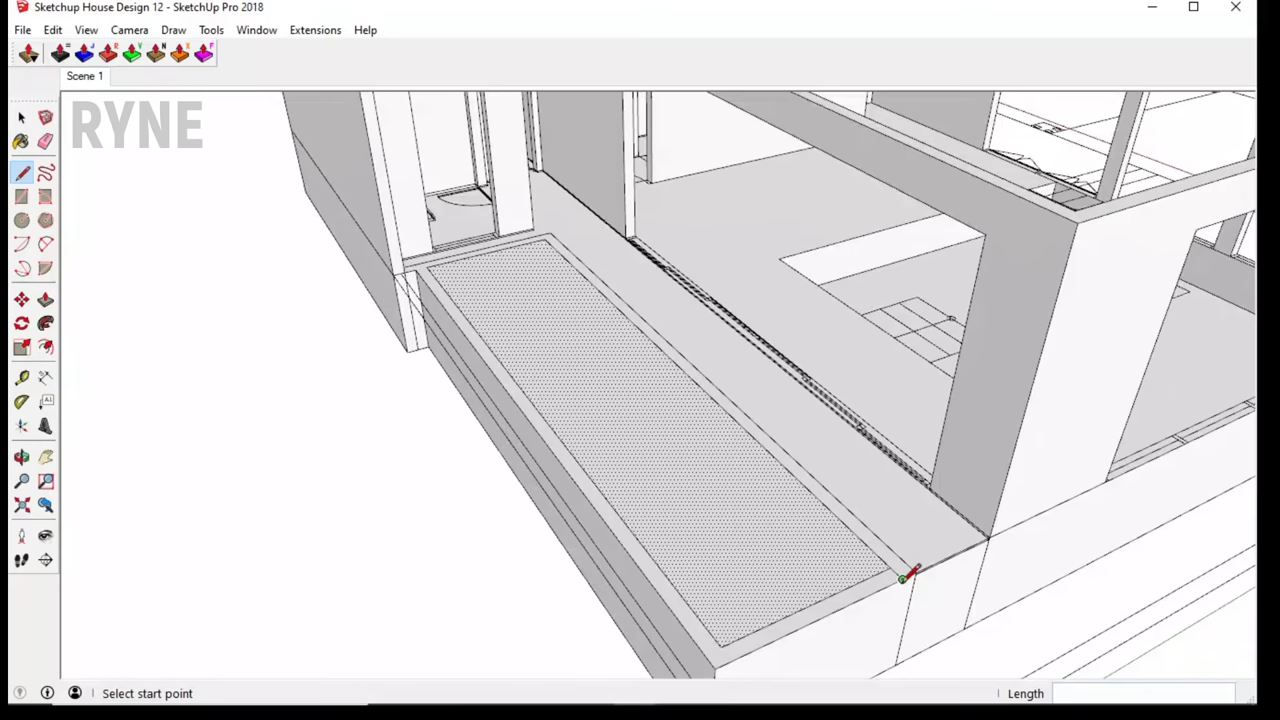 Sketchup House Design 12 - SketchUp Pro 2018
File Edit View Camera Draw Tools Window Extensions Help
Scene 1
RYNE
Select start point
Length